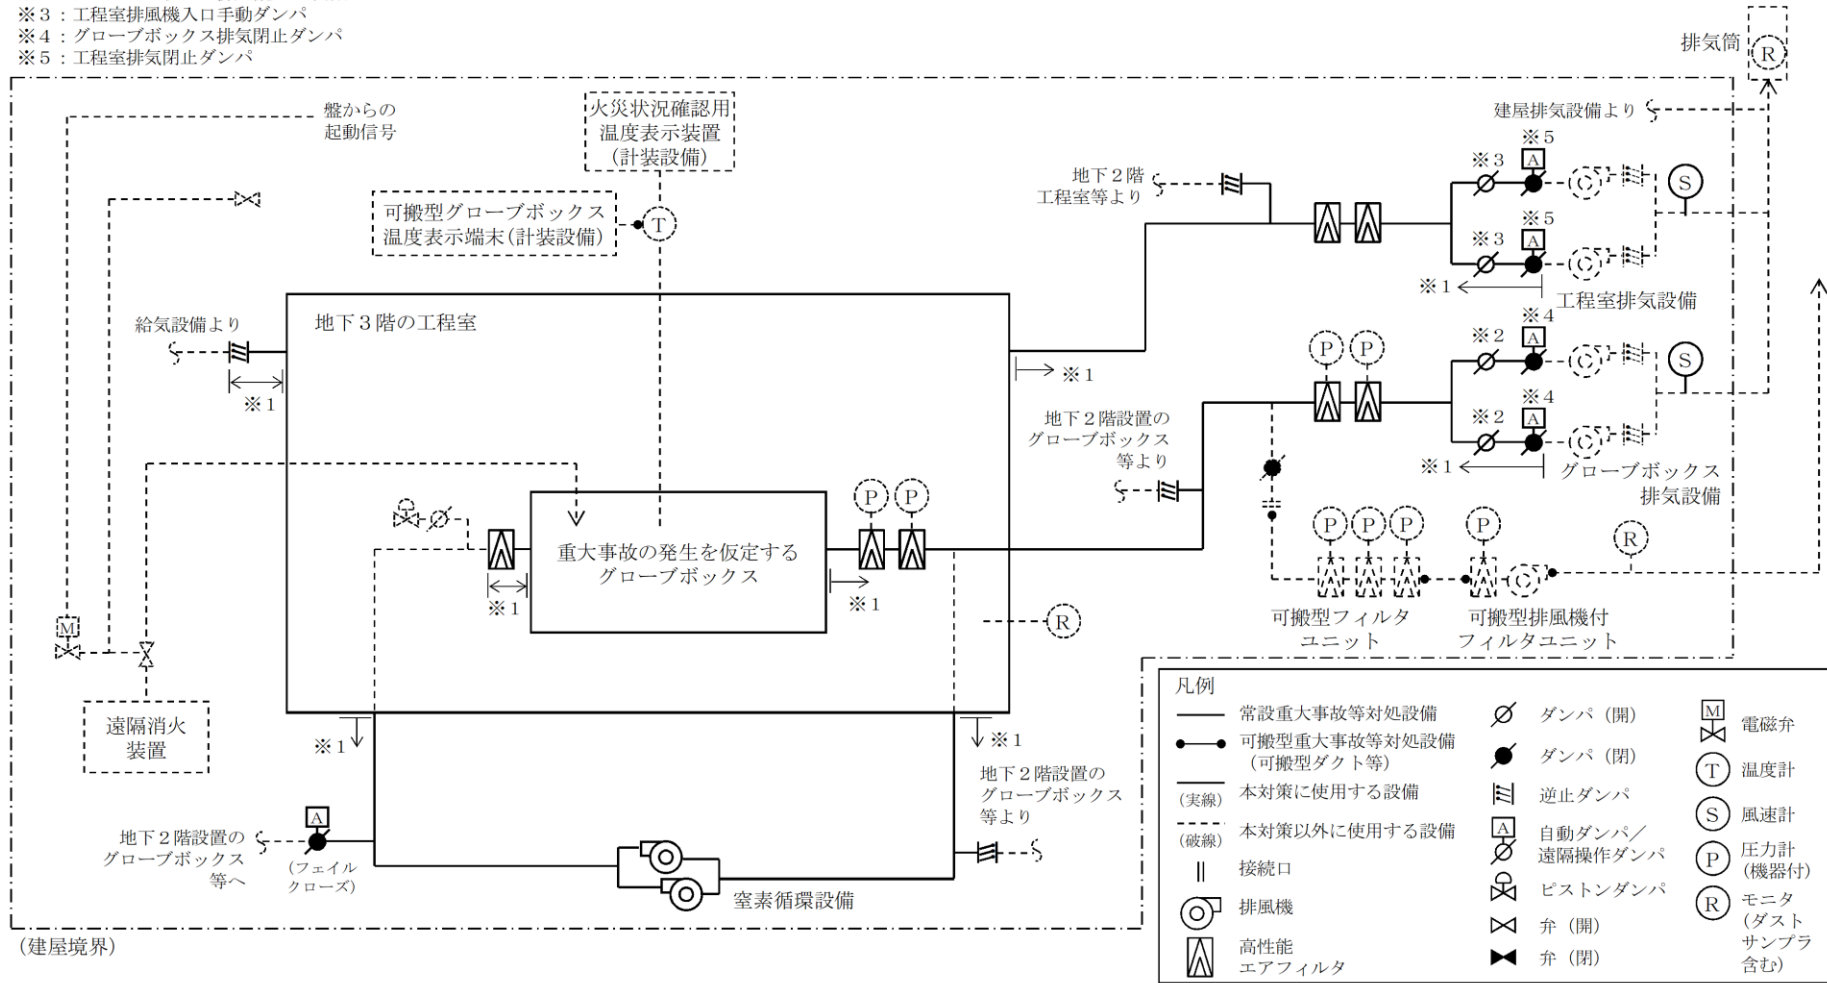 ※３：工程室排風機入口手動ダンパ
※４：グローブボックス排気閉止ダンパ
※５：工程室排気閉止ダンパ
排気筒
R
盤からの
起動信号
火災状況確認用
温度表示装置
(計装設備)
建屋排気設備より
※５
A
※３
地下２階
工程室等より
S
可搬型グローブボックス
温度表示端末(計装設備)
T
※５
A
※３
※１
工程室排気設備
給気設備より
地下３階の工程室
※１
※１
※４
A
※２
P
P
S
地下２階設置の
グローブボックス
等より
※４
A
※２
※１
グローブボックス
排気設備
P
P
重大事故の発生を仮定する
グローブボックス
※１
※１
P
P
P
P
R
可搬型フィルタ
ユニット
可搬型排風機付
フィルタユニット
R
M
遠隔消火
装置
※１
※１
地下２階設置の
グローブボックス
等より
A
地下２階設置の
グローブボックス
等へ
(フェイル
クローズ)
窒素循環設備
(建屋境界)
凡例
常設重大事故等対処設備
可搬型重大事故等対処設備
(可搬型ダクト等)
(実線)
本対策に使用する設備
(破線)
本対策以外に使用する設備
接続口
排風機
高性能
エアフィルタ
ダンパ（開）
ダンパ（閉）
逆止ダンパ
A
自動ダンパ／
遠隔操作ダンパ
ピストンダンパ
弁（開）
弁（閉）
M
電磁弁
T
温度計
S
風速計
P
圧力計
(機器付)
R
モニタ
(ダスト
サンプラ
含む)